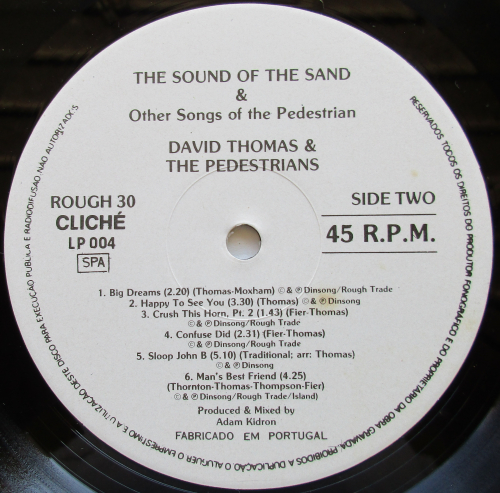 THE SOUND OF THE SAND
&
Other Songs of the Pedestrian
DAVID THOMAS &
THE PEDESTRIANS
ROUGH 30
CLICHÉ
LP 004
SPA
SIDE TWO
45 R.P.M.
1. Big Dreams (2.20) (Thomas-Moxham) © & ℗ Dinsong/Rough Trade
2. Happy To See You (3.30) (Thomas) © & ℗ Dinsong
3. Crush This Horn, Pt. 2 (1.43) (Fier-Thomas)
© & ℗ Dinsong/Rough Trade
4. Confuse Did (2.31) (Fier-Thomas)
© & ℗ Dinsong/Rough Trade
5. Sloop John B (5.10) (Traditional; arr: Thomas)
© & ℗ Dinsong/Rough Trade
6. Man's Best Friend (4.25)
(Thornton-Thomas-Thompson-Fier)
© & ℗ Dinsong/Rough Trade/Island)
Produced & Mixed by
Adam Kidron
FABRICADO EM PORTUGAL
RESERVADOS TODOS OS DIREITOS DO PRODUTOR FONOGRÁFICO E DO PROPRIETÁRIO DA OBRA GRAVADA. PROIBIDOS A DUPLICAÇÃO O ALUGUER O EMPRÉSTIMO E A UTILIZAÇÃO DESTE DISCO PARA EXECUÇÃO PÚBLICA E RADIODIFUSÃO NÃO AUTORIZADAS